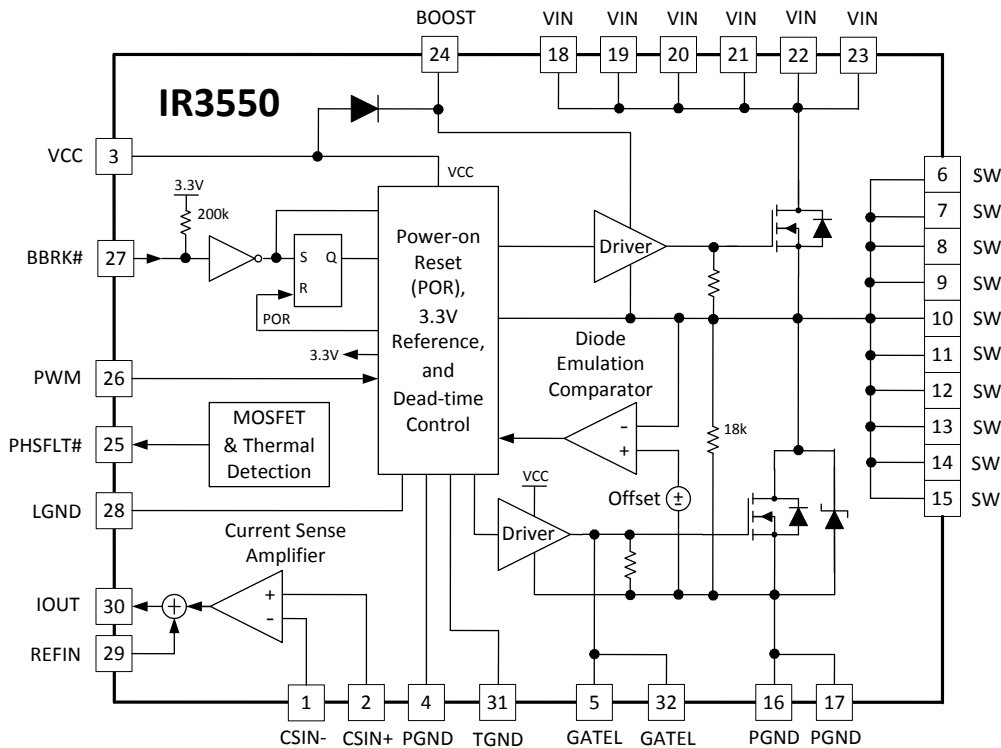 BOOST
VIN
VIN
VIN
VIN
VIN
VIN
24
18
19
20
21
22
23
IR3550
VCC
3
VCC
3.3V
200k
BBRK#
27
S
Q
R
POR
Power-on
Reset
(POR),
3.3V
Reference,
and
Dead-time
Control
Driver
6
SW
7
SW
8
SW
9
SW
10
SW
11
SW
12
SW
13
SW
14
SW
15
SW
3.3V
PWM
26
Diode
Emulation
Comparator
-
+
18k
PHSFLT#
25
MOSFET
& Thermal
Detection
LGND
28
VCC
Offset
±
Driver
Current Sense
Amplifier
+
-
IOUT
30
+
REFIN
29
1
2
4
31
5
32
16
17
CSIN-
CSIN+
PGND
TGND
GATEL
GATEL
PGND
PGND